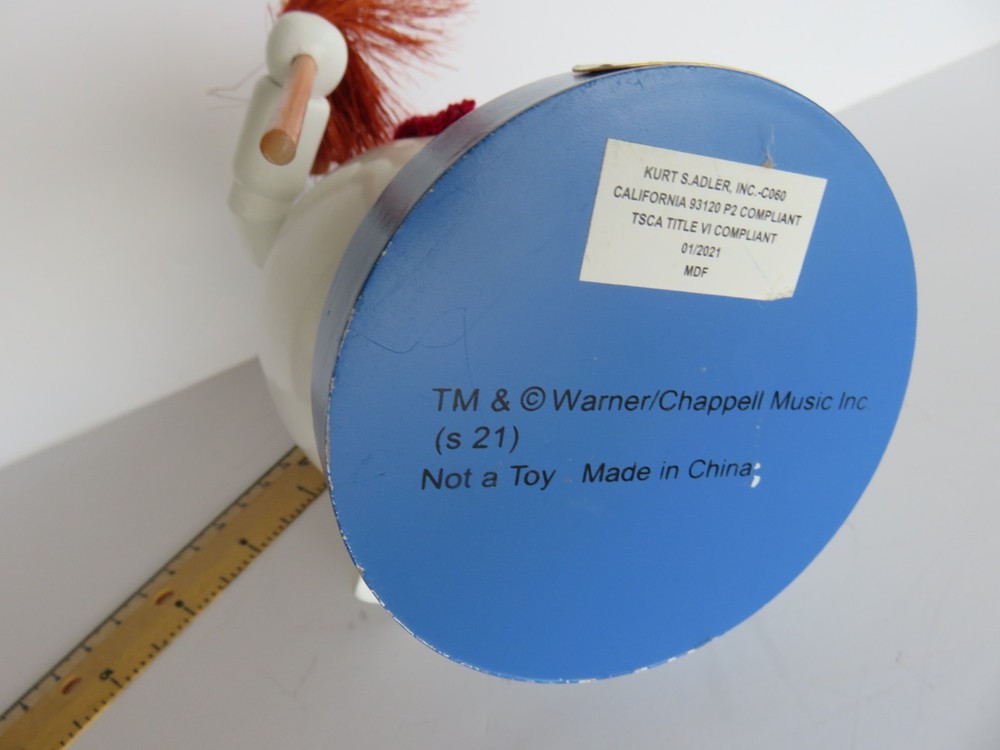 KURT S.ADLER, INC.-C060
CALIFORNIA 93120 P2 COMPLIANT
TSCA TITLE VI COMPLIANT
01/2021
MDF
TM & © Warner/Chappell Music Inc
(s 21)
Not a Toy Made in China